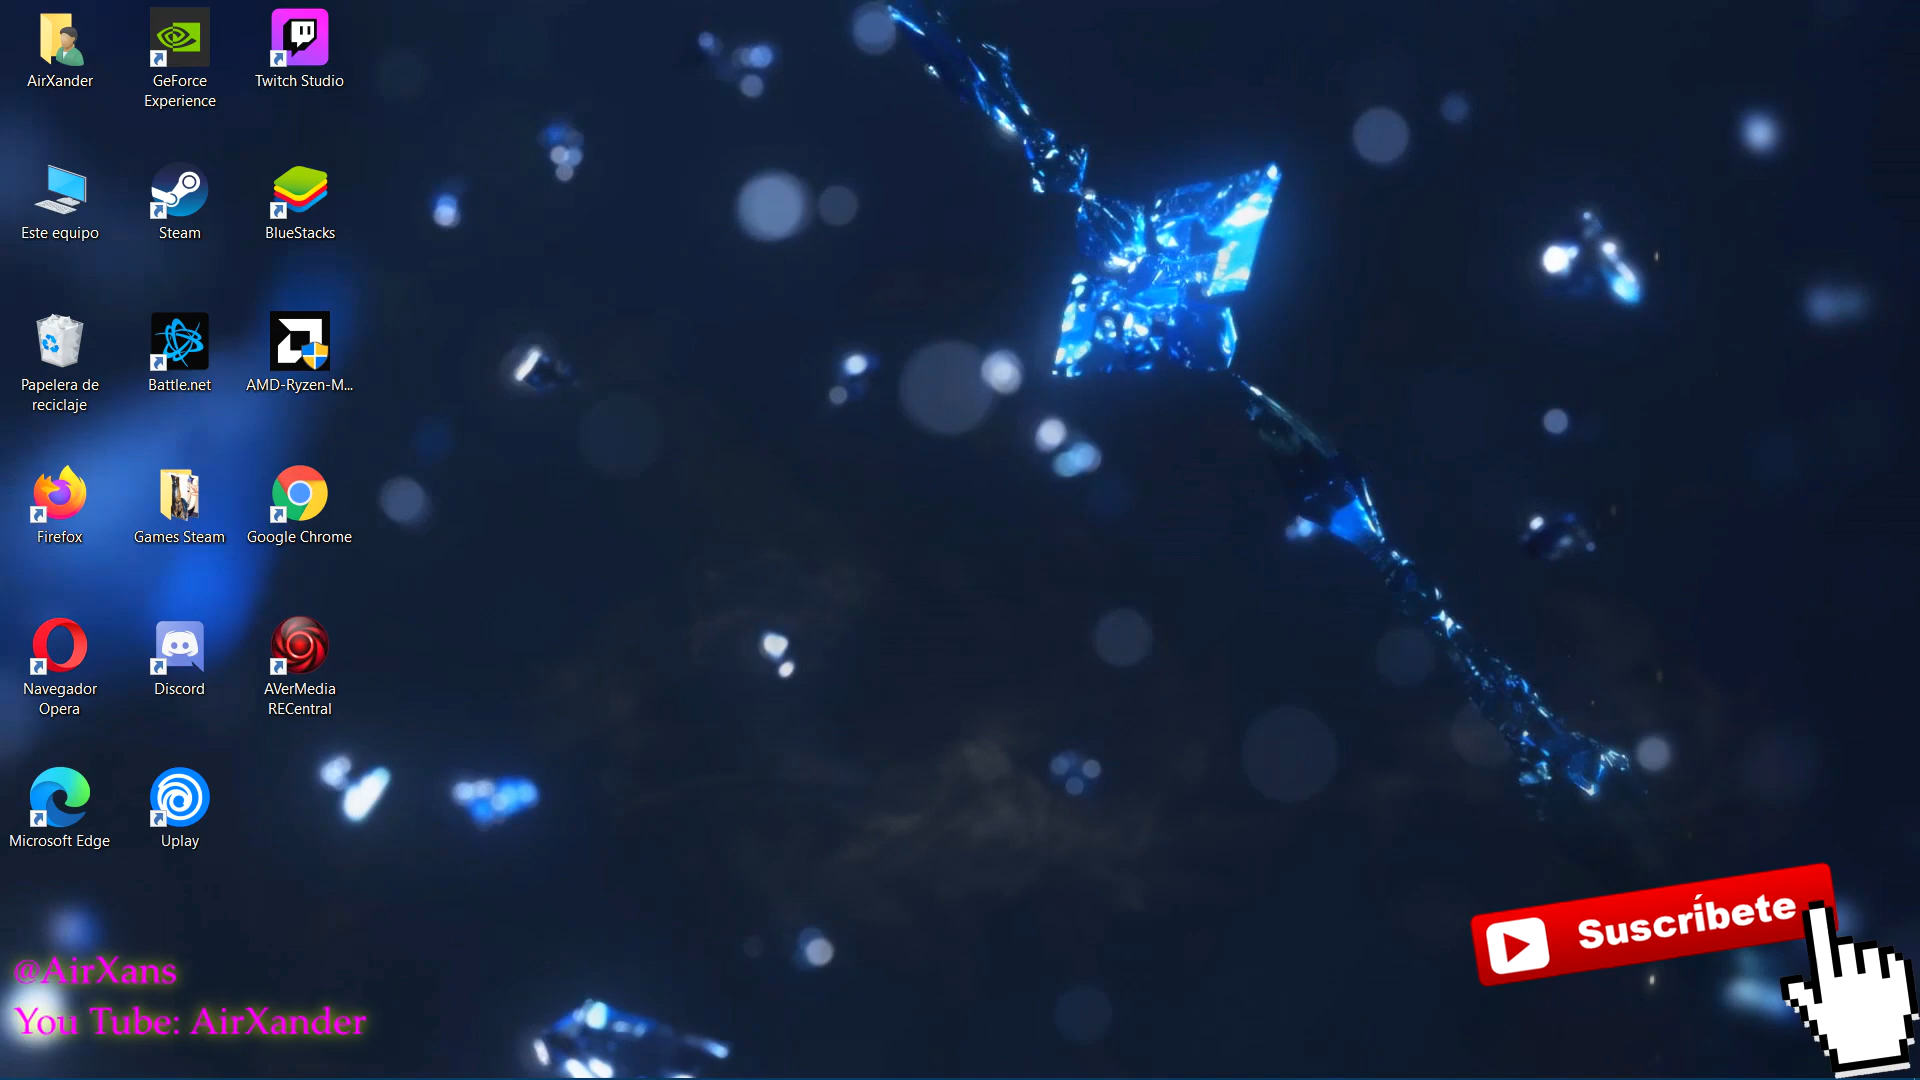 AirXander
GeForce
Experience
Twitch Studio
Este equipo
Steam
BlueStacks
Papelera de
reciclaje
Battle.net
AMD-Ryzen-M...
Firefox
Games Steam
Google Chrome
Navegador
Opera
Discord
AVerMedia
RECentral
Microsoft Edge
Uplay
Suscríbete
@AirXans
You Tube: AirXander